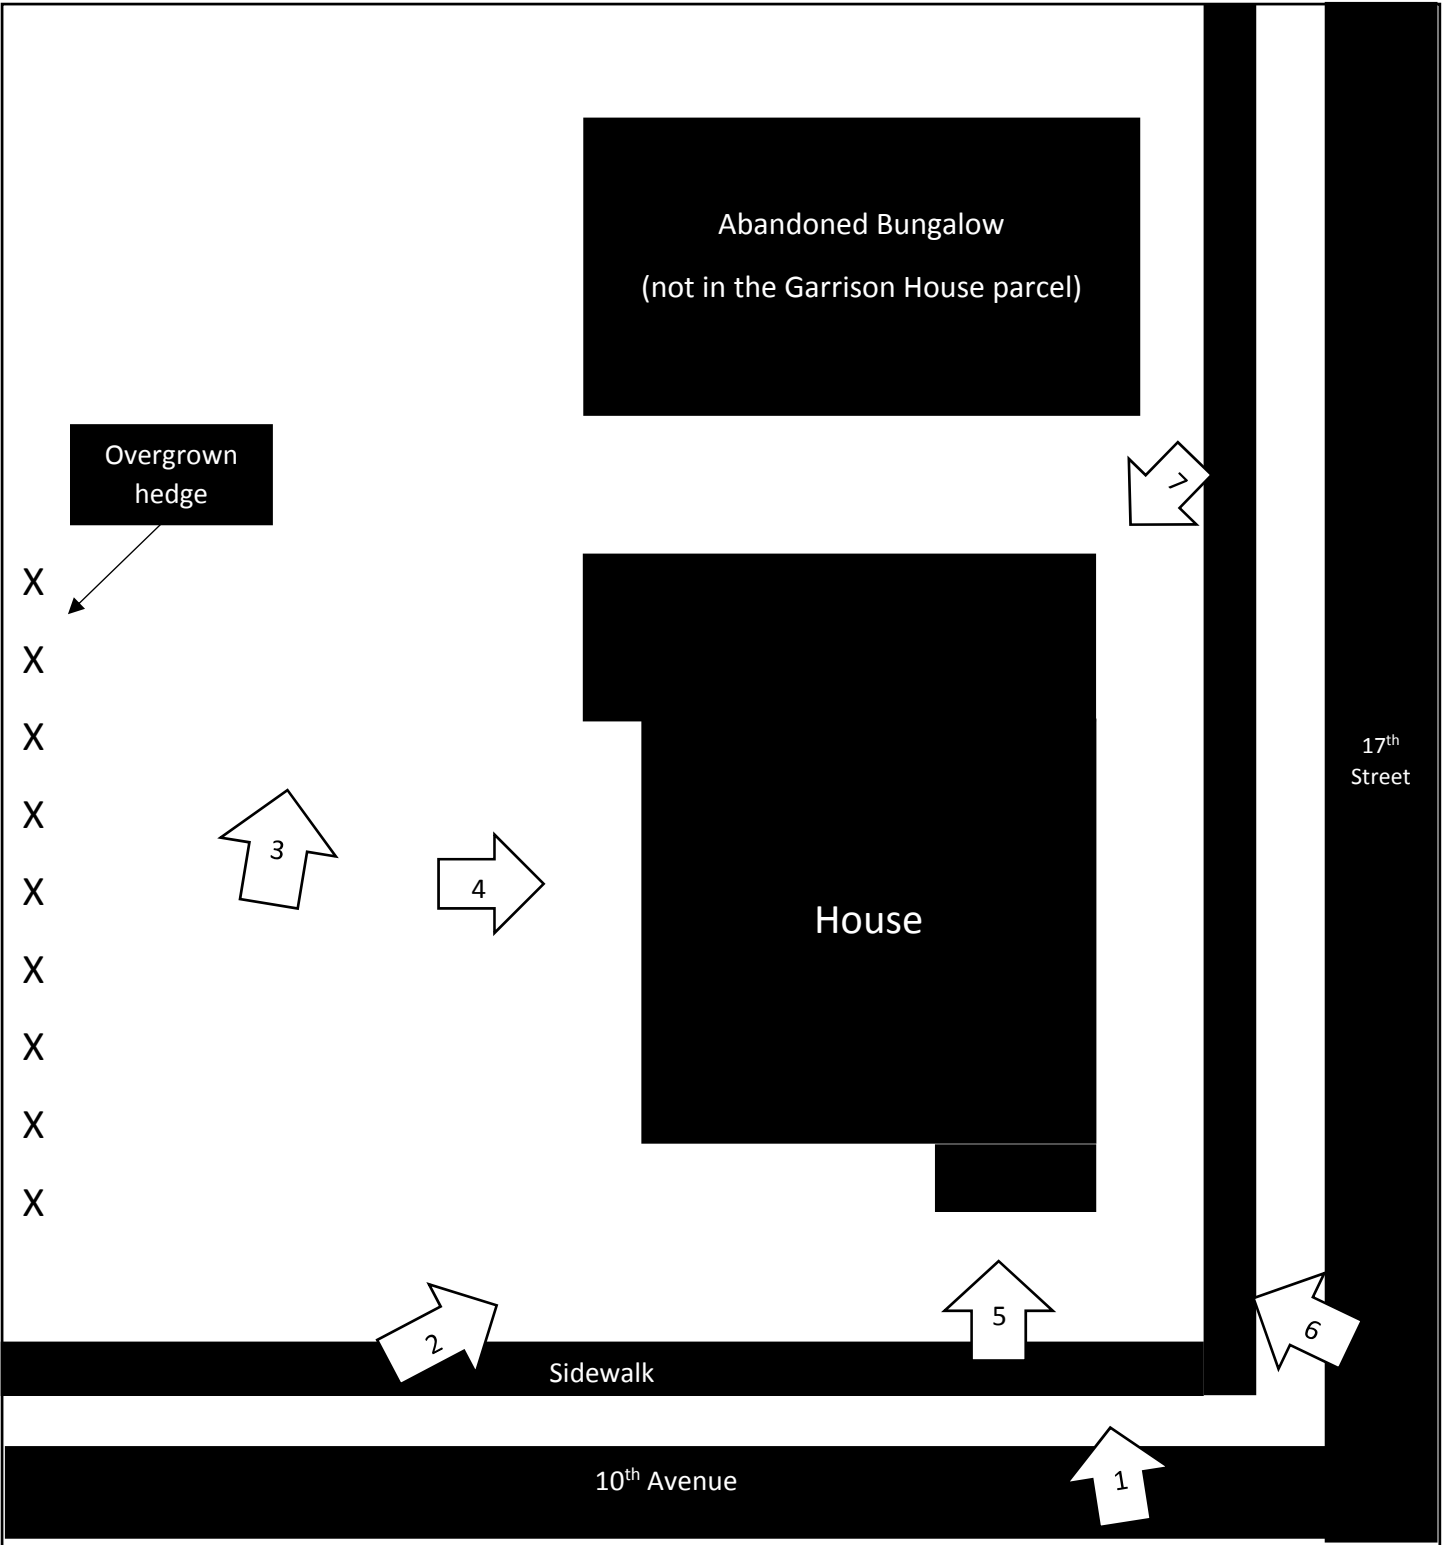 Abandoned Bungalow
(not in the Garrison House parcel)
Overgrown
hedge
7
X
X
X
17th
Street
X
3
4
X
House
X
X
X
X
5
6
2
Sidewalk
10th Avenue
1